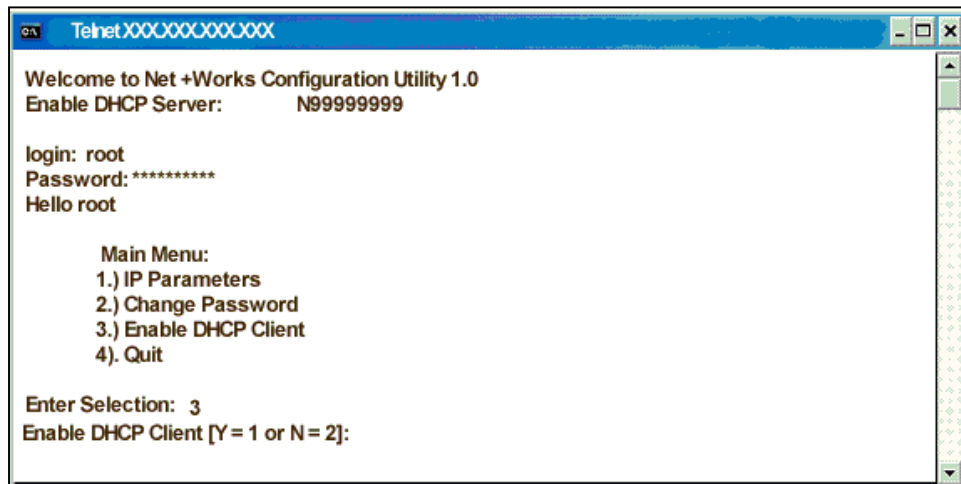 Telnet XXX.XXX.XXX.XXX
Welcome to Net +Works Configuration Utility 1.0
Enable DHCP Server: N99999999
login: root
Password: **********
Hello root
Main Menu:
1.) IP Parameters
2.) Change Password
3.) Enable DHCP Client
4). Quit
Enter Selection: 3
Enable DHCP Client [Y = 1 or N = 2]: